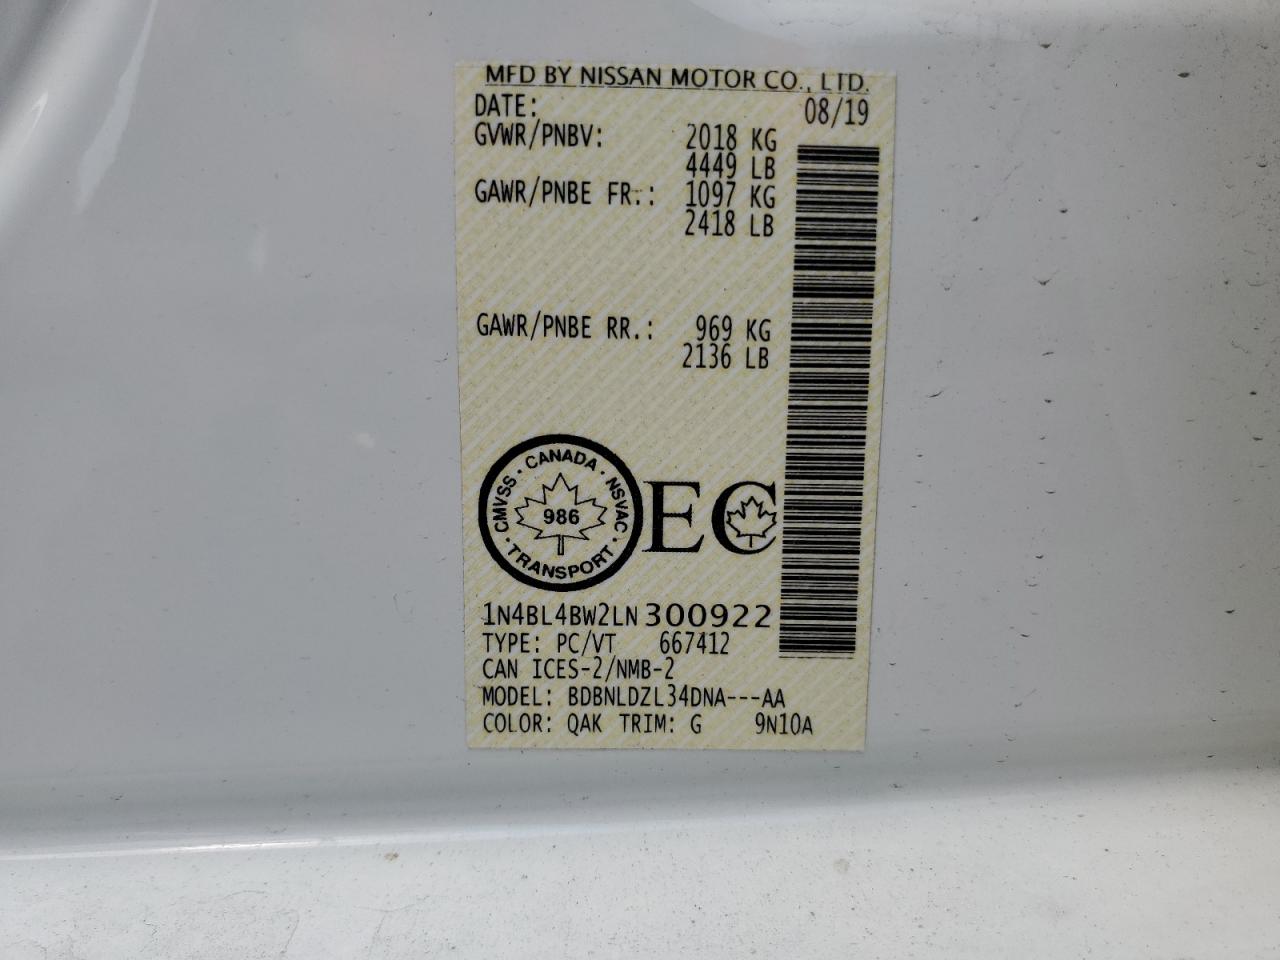 MFD BY NISSAN MOTOR CO., LTD.
DATE: 08/19
GVWR/PNBV: 2018 KG
4449 LB
GAWR/PNBE FR.: 1097 KG
2418 LB
GAWR/PNBE RR.: 969 KG
2136 LB
CMVSS · CANADA · NSVAC · TRANSPORT ·
986
EC
1N4BL4BW2LN300922
TYPE: PC/VT 667412
CAN ICES-2/NMB-2
MODEL: BDBNLDZL34DNA---AA
COLOR: QAK TRIM: G 9N10A